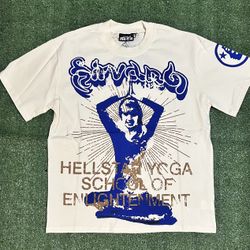 HELLSTAR YOGA
SCHOOL OF
ENLIGHTENMENT